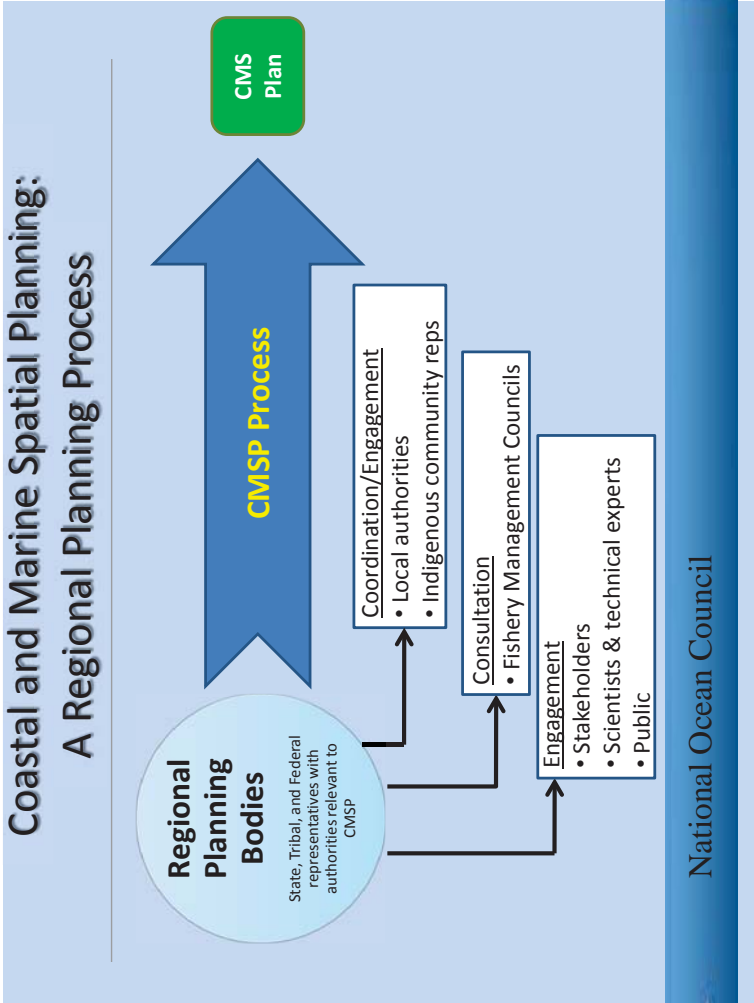 Coastal and Marine Spatial Planning:
A Regional Planning Process
Regional
Planning
Bodies
State, Tribal, and Federal
representatives with
authorities relevant to
CMSP
CMSP Process
CMS
Plan
Coordination/Engagement
• Local authorities
• Indigenous community reps
Consultation
• Fishery Management Councils
Engagement
• Stakeholders
• Scientists & technical experts
• Public
National Ocean Council